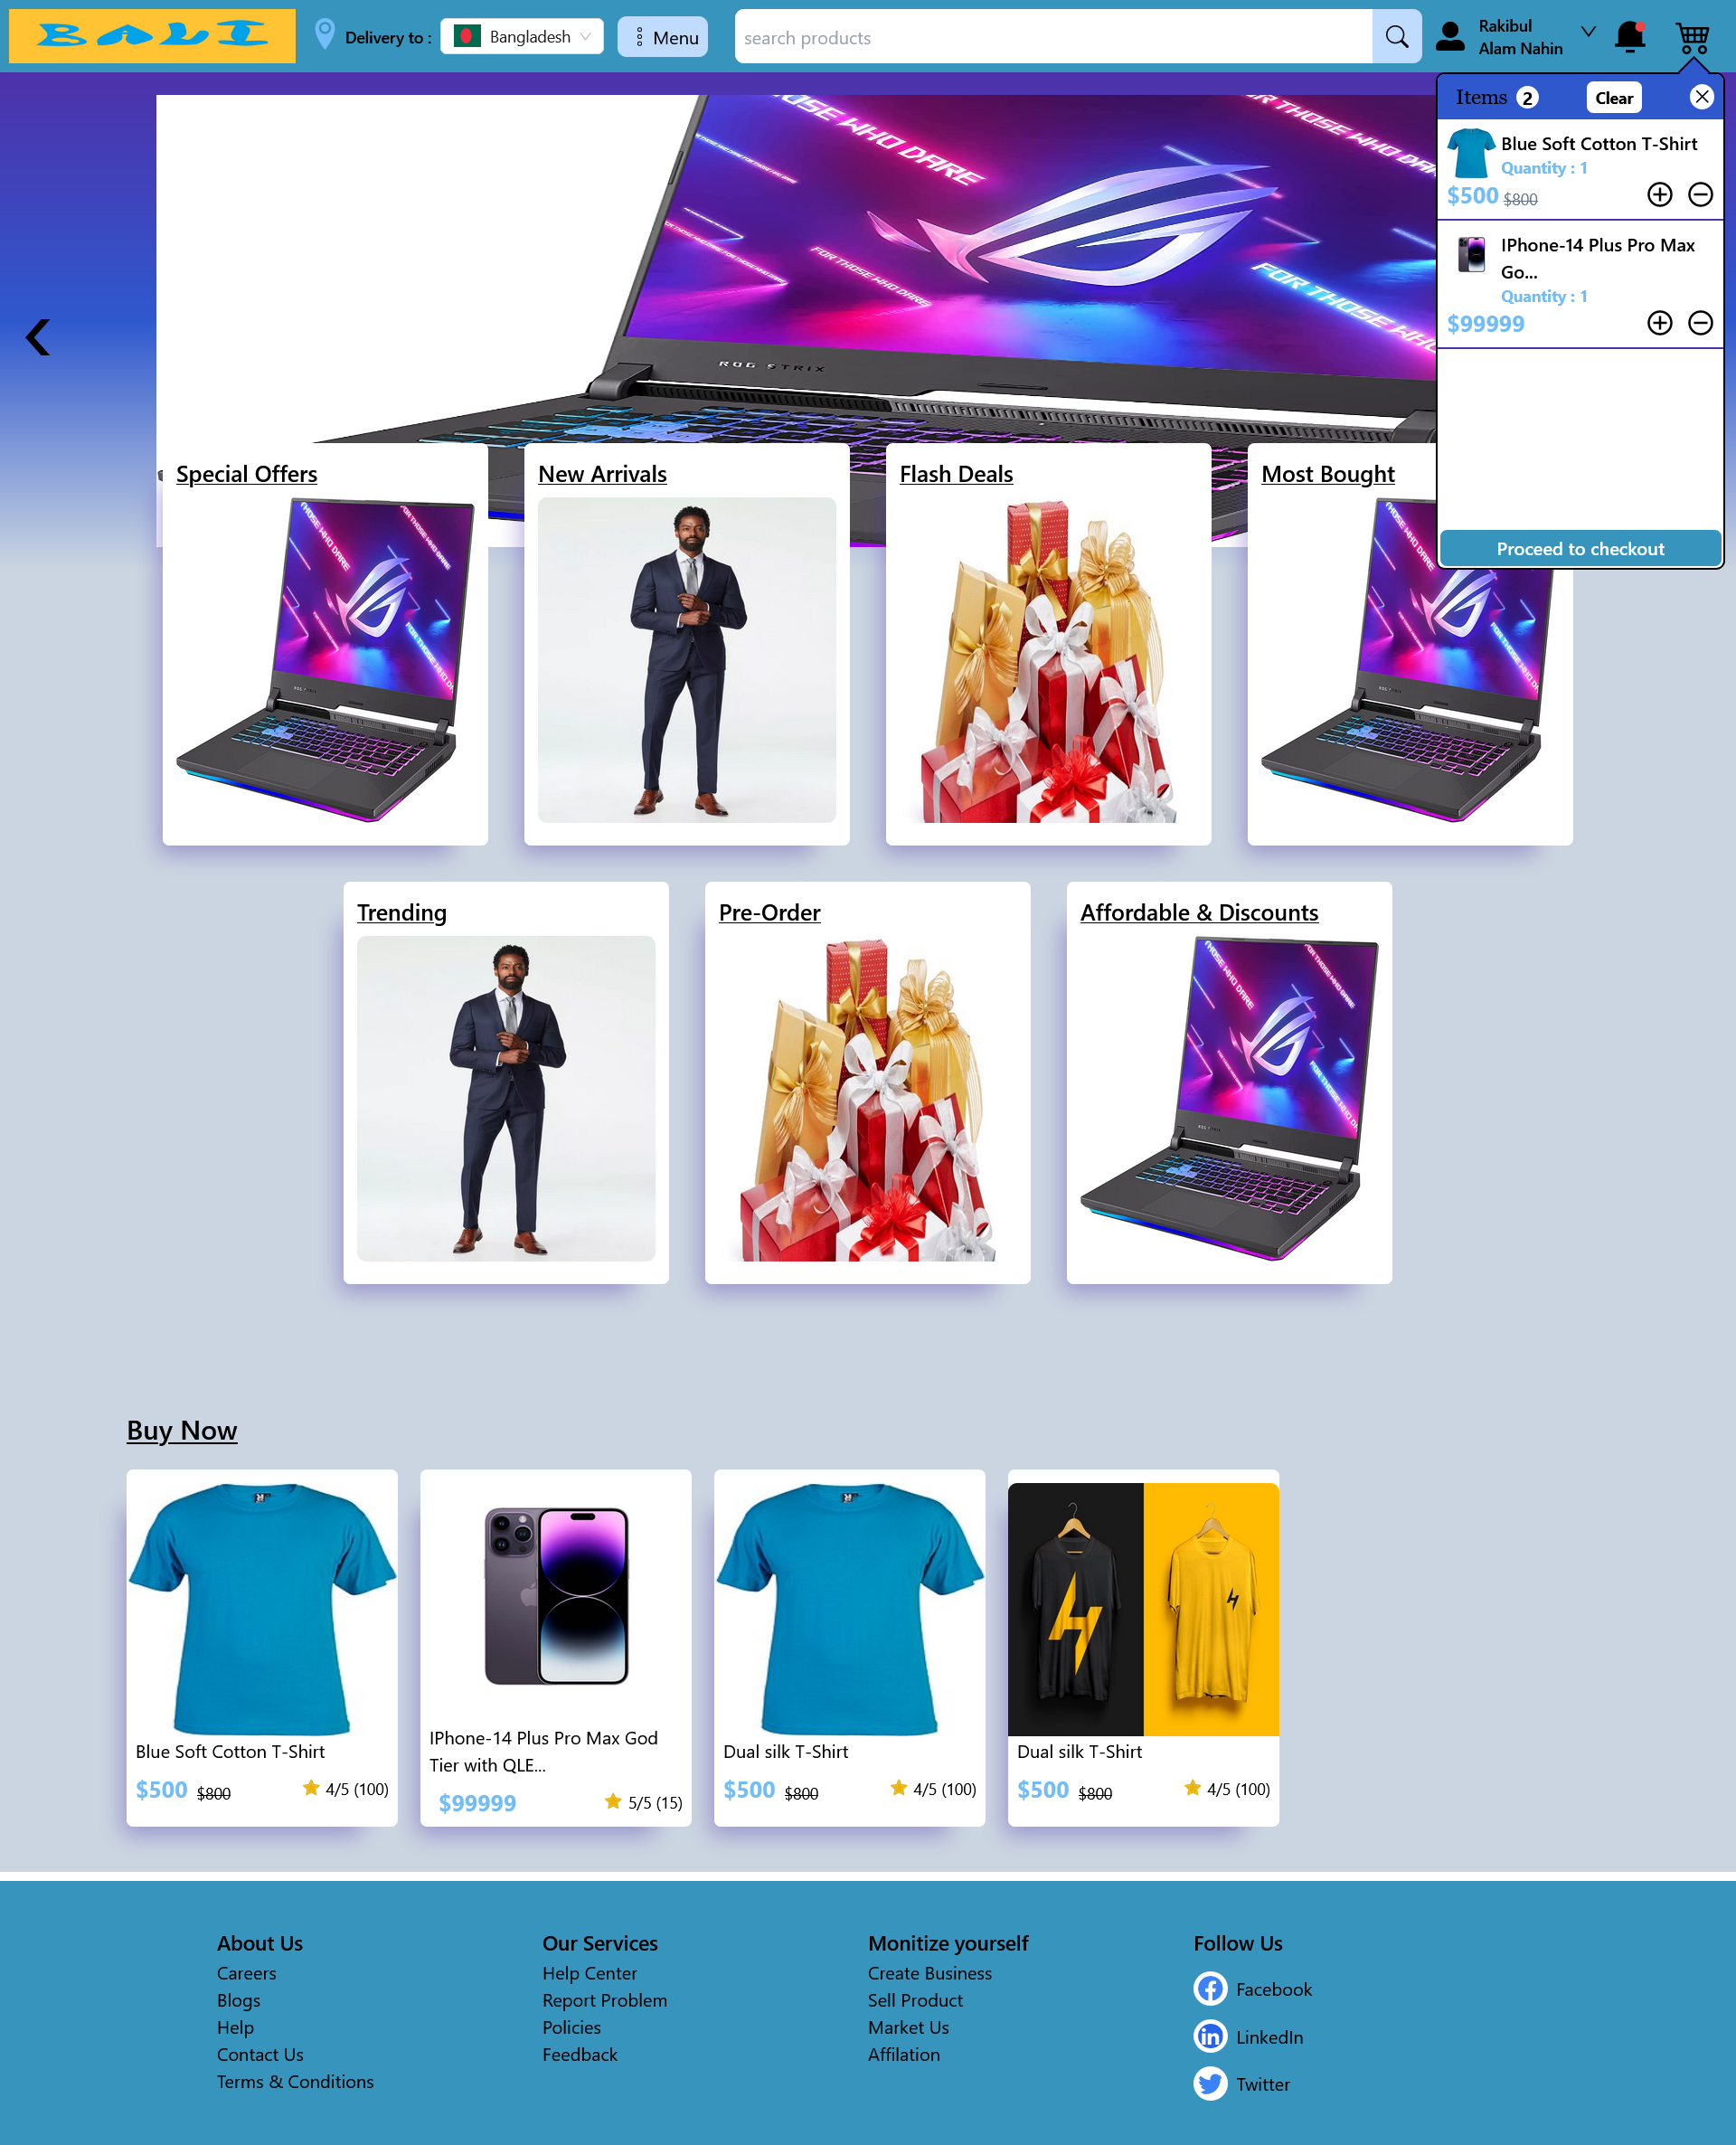 BALI
Delivery to :
Bangladesh
Menu
search products
Rakibul
Alam Nahin
Items 2
Clear
Blue Soft Cotton T-Shirt
Quantity : 1
$500 $800
IPhone-14 Plus Pro Max
Go...
Quantity : 1
$99999
Proceed to checkout
FOR THOSE WHO DARE
ROG STRIX
Special Offers
New Arrivals
Flash Deals
Most Bought
Trending
Pre-Order
Affordable & Discounts
Buy Now
Blue Soft Cotton T-Shirt
$500 $800 4/5 (100)
IPhone-14 Plus Pro Max God
Tier with QLE...
$99999 5/5 (15)
Dual silk T-Shirt
$500 $800 4/5 (100)
Dual silk T-Shirt
$500 $800 4/5 (100)
About Us
Careers
Blogs
Help
Contact Us
Terms & Conditions
Our Services
Help Center
Report Problem
Policies
Feedback
Monitize yourself
Create Business
Sell Product
Market Us
Affilation
Follow Us
Facebook
LinkedIn
Twitter